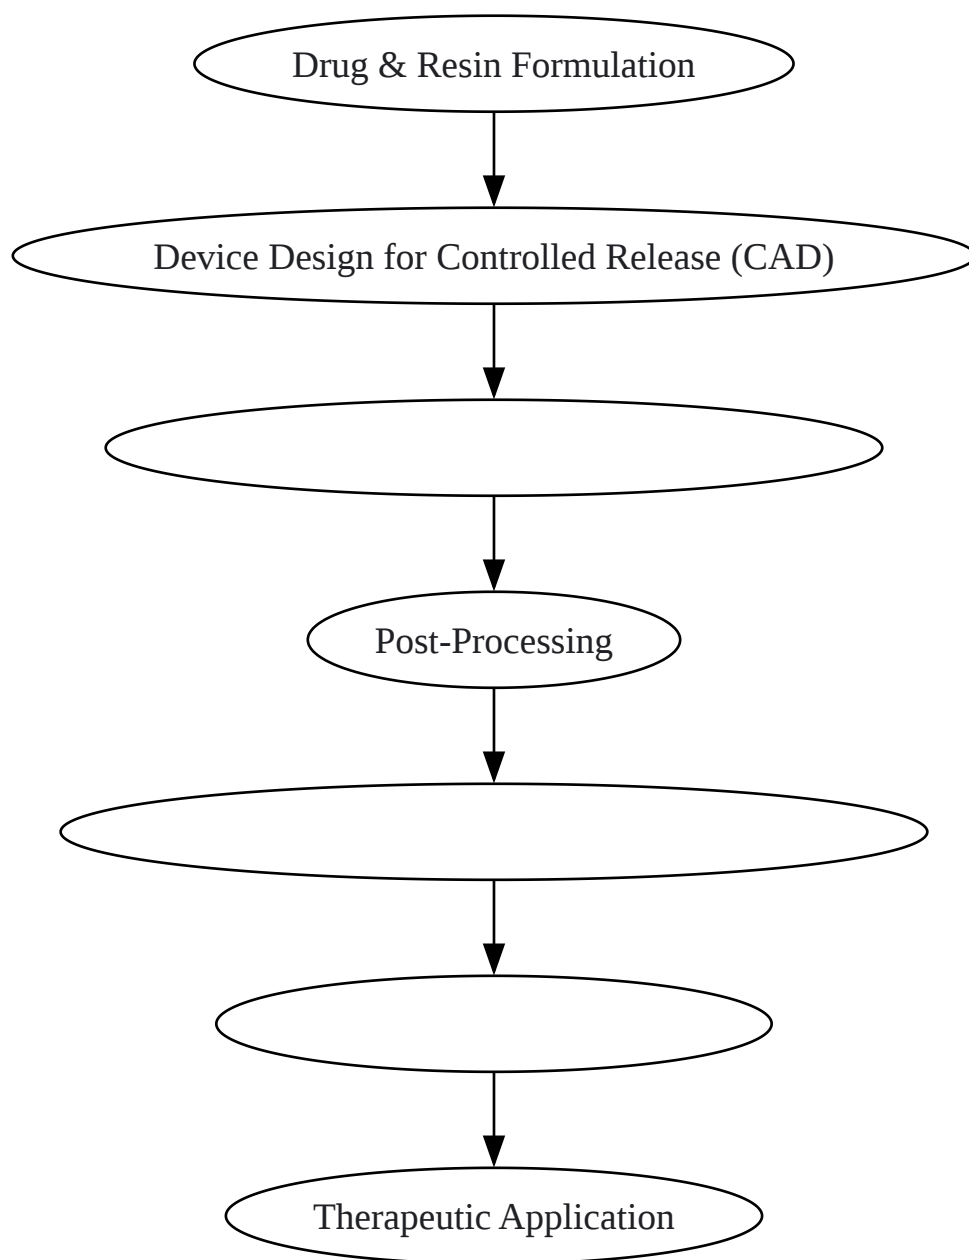 Drug & Resin Formulation
Device Design for Controlled Release (CAD)
Post-Processing
Therapeutic Application